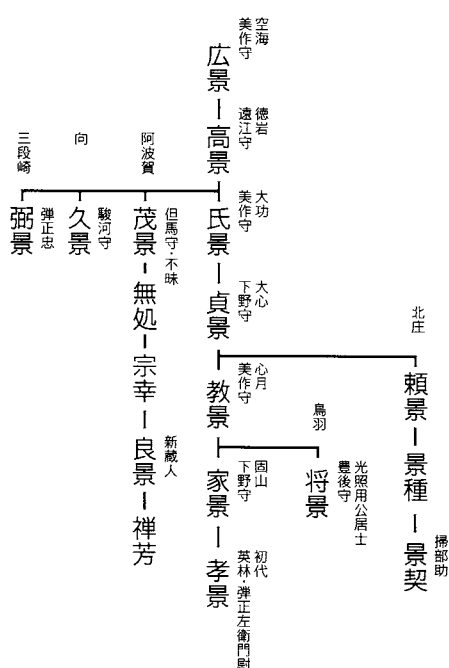 空海
美作守
広景
徳岩
遠江守
高景
大功
美作守
氏景
阿波賀
但馬守・不昧
茂景
無処
宗幸
新蔵人
良景
禅芳
向
駿河守
久景
三段崎
弾正忠
弼景
大心
下野守
貞景
北庄
頼景
景種
掃部助
景契
心月
美作守
教景
鳥羽
光照用公居士
豊後守
将景
固山
下野守
家景
初代
英林・弾正左衛門尉
孝景